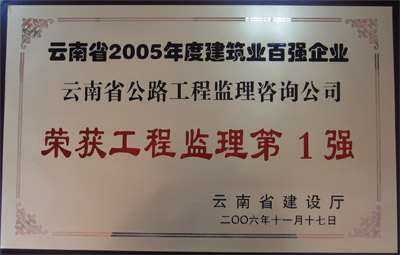 云南省2005年度建筑业百强企业
云南省公路工程监理咨询公司
荣获工程监理第1强
云南省建设厅
二〇〇六年十一月十七日